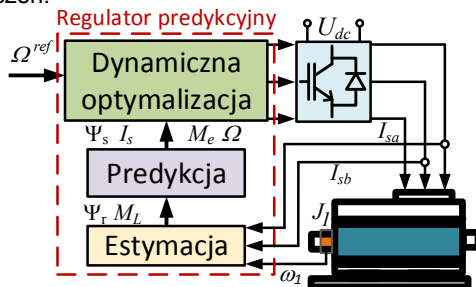 Regulator predykcyjny
Ω^ref
U_dc
Dynamiczna
optymalizacja
Ψ_s I_s M_e Ω
I_sa
Predykcja
I_sb
Ψ_r M_L
J_1
Estymacja
ω_1